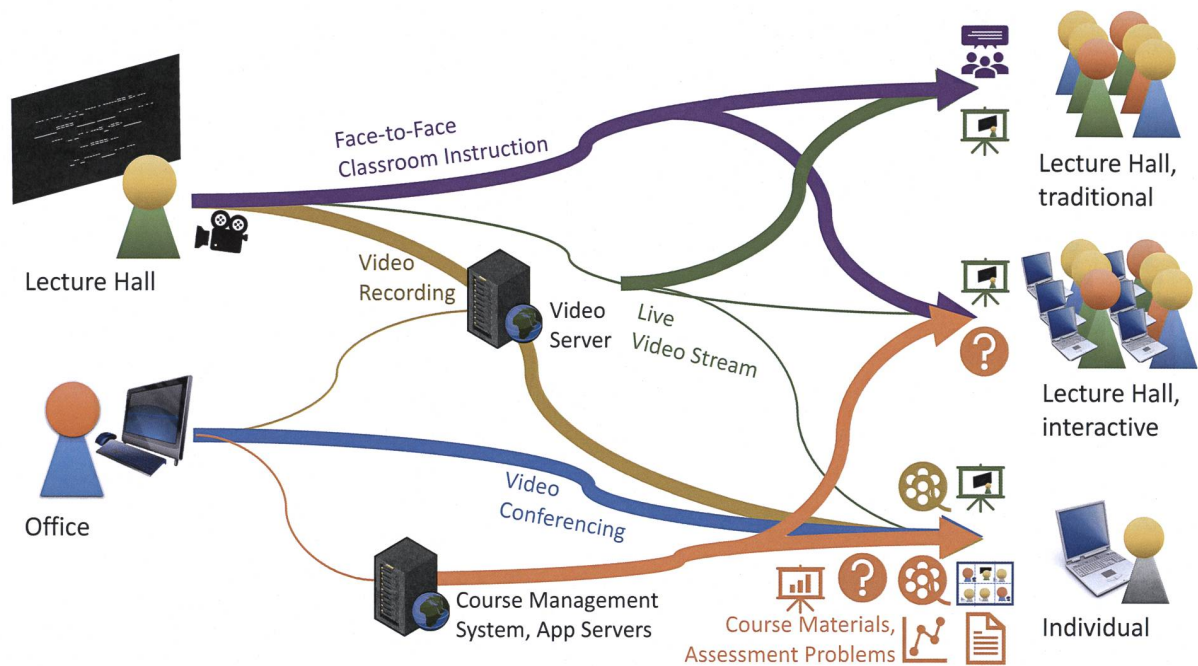 Face-to-Face
Classroom Instruction
Lecture Hall
Lecture Hall,
traditional
Video
Recording
Video
Server
Live
Video Stream
Lecture Hall,
interactive
Office
Video
Conferencing
Course Management
System, App Servers
Course Materials,
Assessment Problems
Individual
?
?